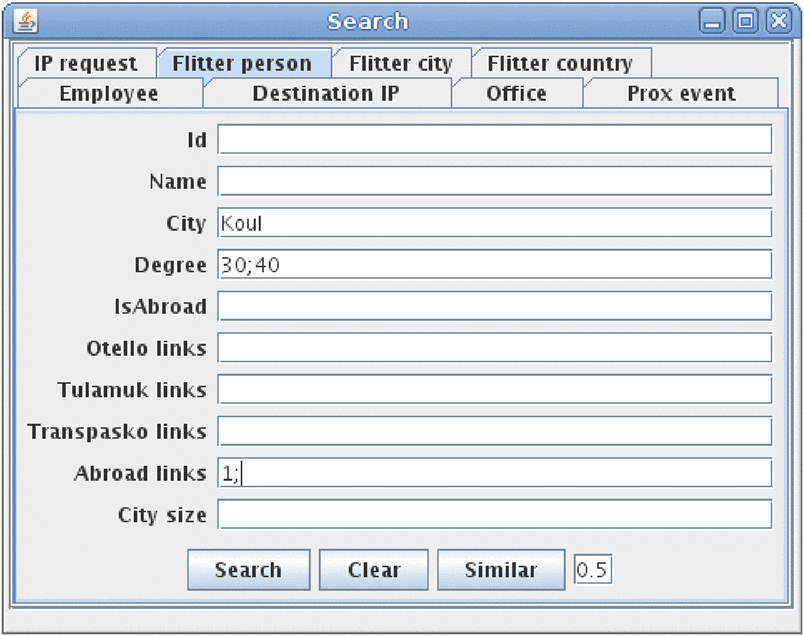 Search
IP request Flitter person Flitter city Flitter country
Employee Destination IP Office Prox event
Id
Name
City Koul
Degree 30;40
IsAbroad
Otello links
Tulamuk links
Transpasko links
Abroad links 1;
City size
Search Clear Similar 0.5